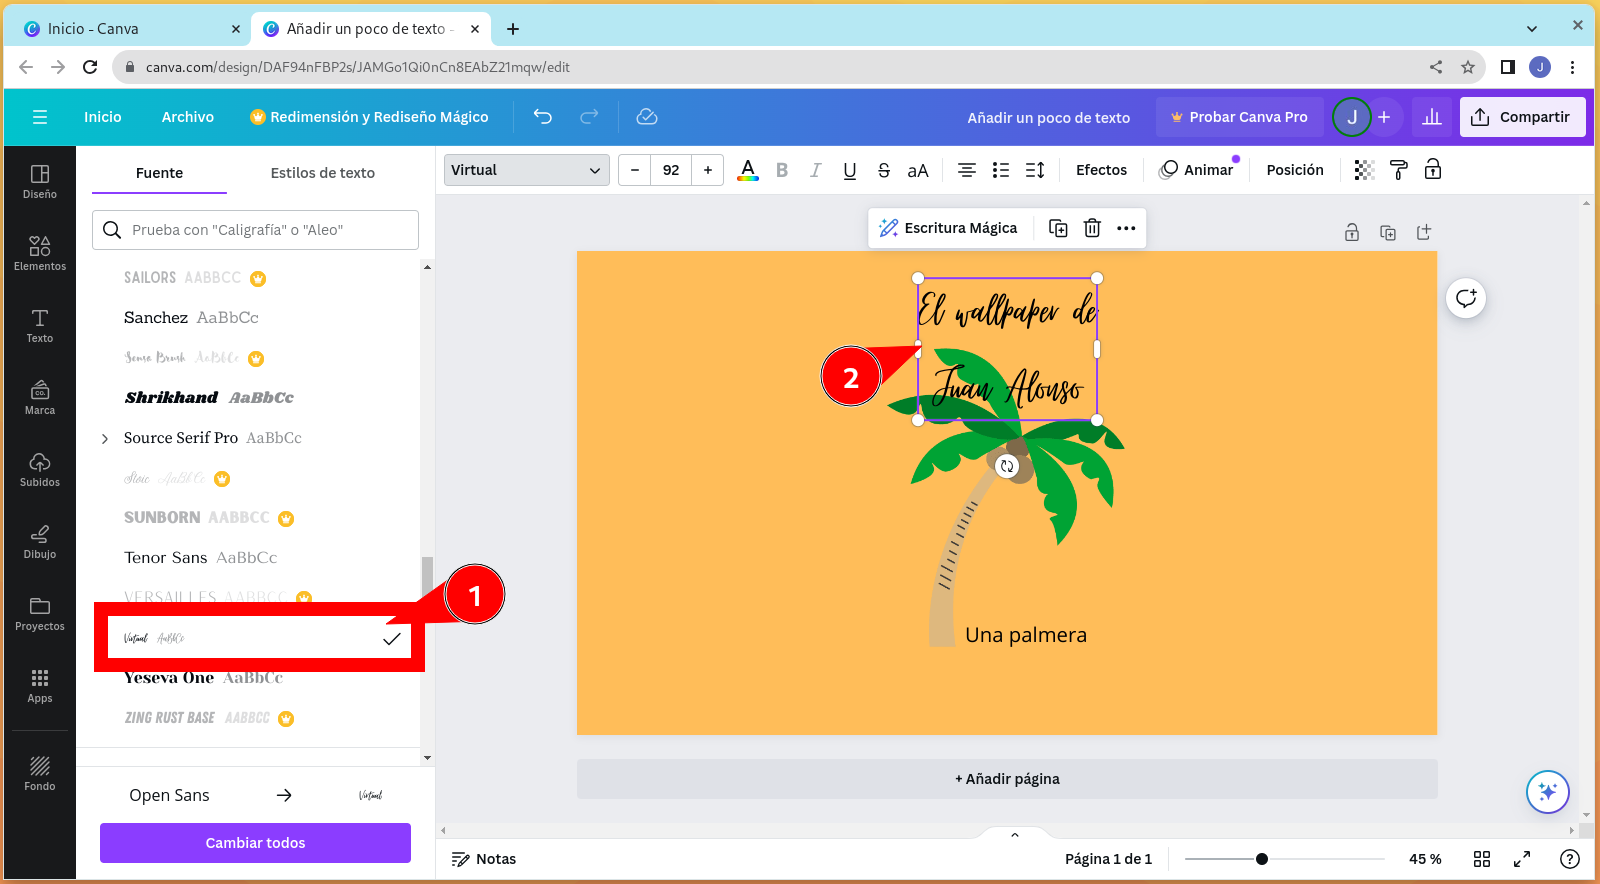 Inicio - Canva
Añadir un poco de texto -
canva.com/design/DAF94nFBP2s/JAMGo1Qi0nCn8EAbZ21mqw/edit
J
Inicio
Archivo
Redimensión y Rediseño Mágico
Añadir un poco de texto
Probar Canva Pro
J
+
Compartir
Diseño
Elementos
Texto
CO.
Marca
Subidos
Dibujo
Proyectos
Apps
Fondo
Fuente
Estilos de texto
Prueba con "Caligrafía" o "Aleo"
SAILORS AABBCC
Sanchez AaBbCc
Senso Brush AaBbCc
Shrikhand AaBbCc
Source Serif Pro AaBbCc
Stoic AaBbCc
SUNBORN AABBCC
Tenor Sans AaBbCc
VERSAILLES AABBCC
Virtual AaBbCc
Yeseva One AaBbCc
ZING RUST BASE AABBCC
Open Sans → Virtual
Cambiar todos
Virtual
– 92 +
A B I U S aA
Efectos
Animar
Posición
Escritura Mágica
El wallpaper de
Juan Alonso
Una palmera
1
2
+ Añadir página
Notas
Página 1 de 1
45 %
?